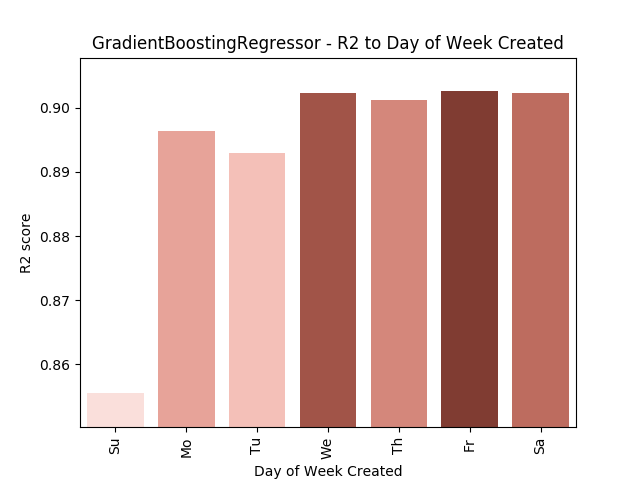 GradientBoostingRegressor - R2 to Day of Week Created
0.90
0.89
0.88
0.87
0.86
R2 score
Su
Mo
Tu
We
Th
Fr
Sa
Day of Week Created